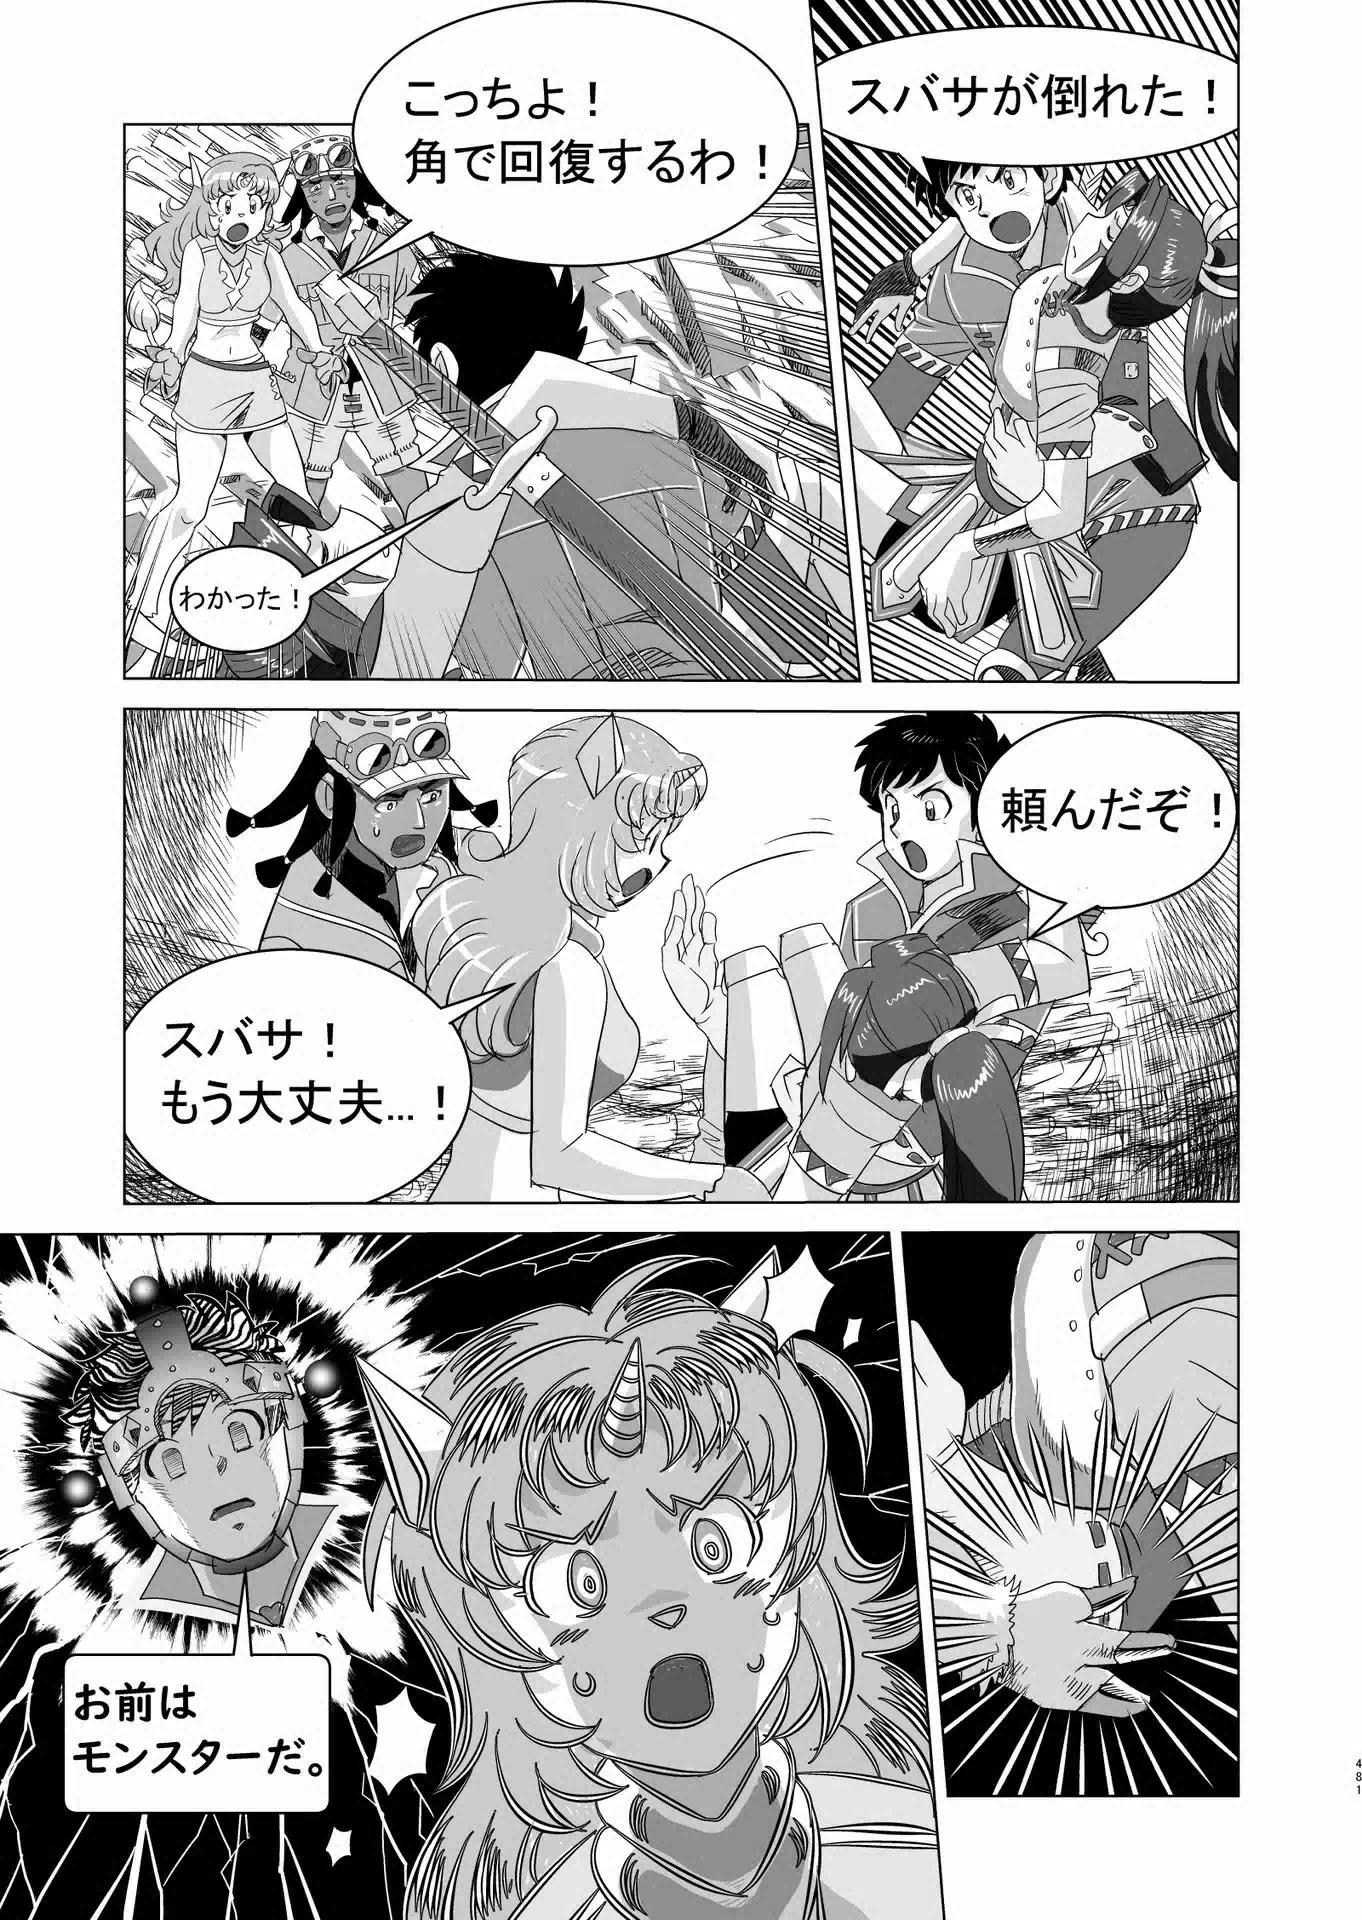 スバサが倒れた！
こっちよ！
角で回復するわ！
わかった！
頼んだぞ！
スバサ！
もう大丈夫…！
お前は
モンスターだ。
481